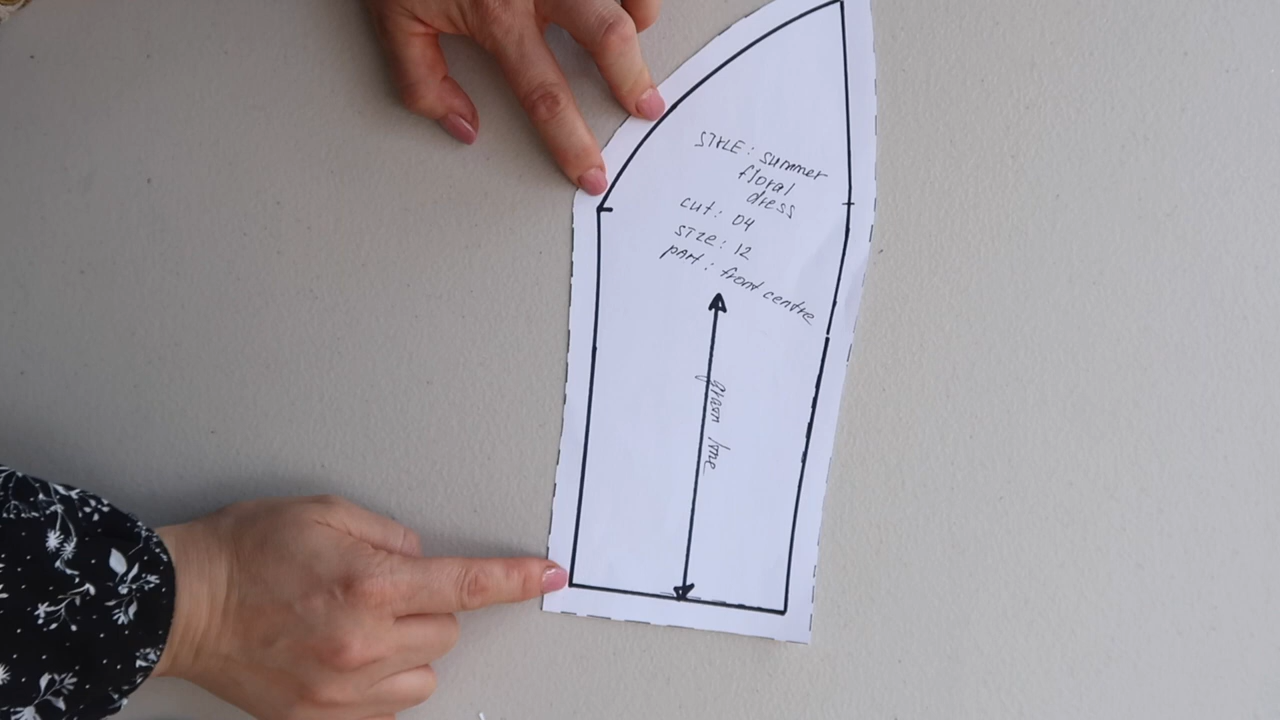 STYLE: summer
floral
dress
cut: 04
SIZE: 12
PART: front centre
grain line